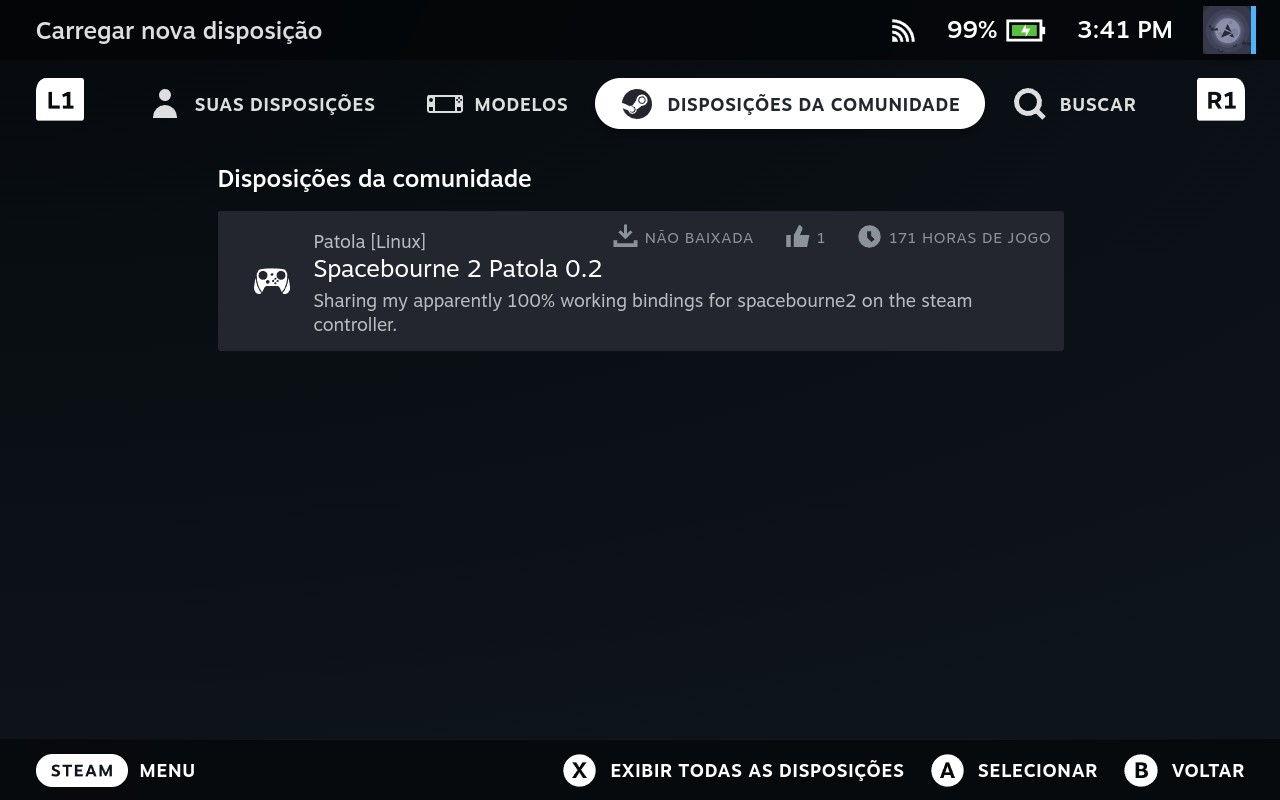 Carregar nova disposição
99%
3:41 PM
L1
SUAS DISPOSIÇÕES
MODELOS
DISPOSIÇÕES DA COMUNIDADE
BUSCAR
R1
Disposições da comunidade
Patola [Linux]
NÃO BAIXADA
1
171 HORAS DE JOGO
Spacebourne 2 Patola 0.2
Sharing my apparently 100% working bindings for spacebourne2 on the steam
controller.
STEAM
MENU
X
EXIBIR TODAS AS DISPOSIÇÕES
A
SELECIONAR
B
VOLTAR